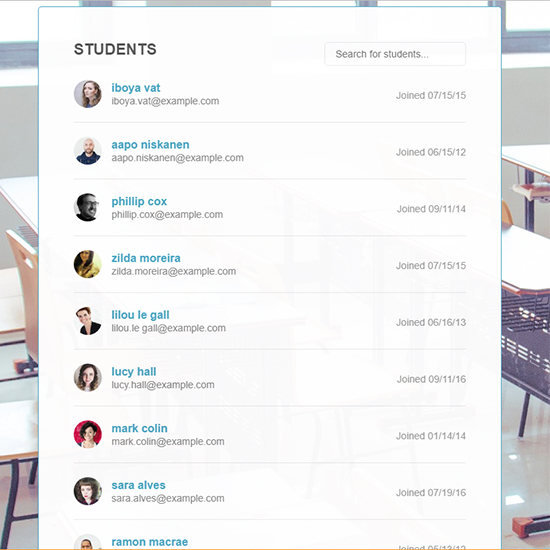 STUDENTS
Search for students...
iboya vat
iboya.vat@example.com
Joined 07/15/15
aapo niskanen
aapo.niskanen@example.com
Joined 06/15/12
phillip cox
phillip.cox@example.com
Joined 09/11/14
zilda moreira
zilda.moreira@example.com
Joined 07/15/15
lilou le gall
lilou.le gall@example.com
Joined 06/16/13
lucy hall
lucy.hall@example.com
Joined 09/11/16
mark colin
mark.colin@example.com
Joined 01/14/14
sara alves
sara.alves@example.com
Joined 07/19/16
ramon macrae
Joined 05/13/12